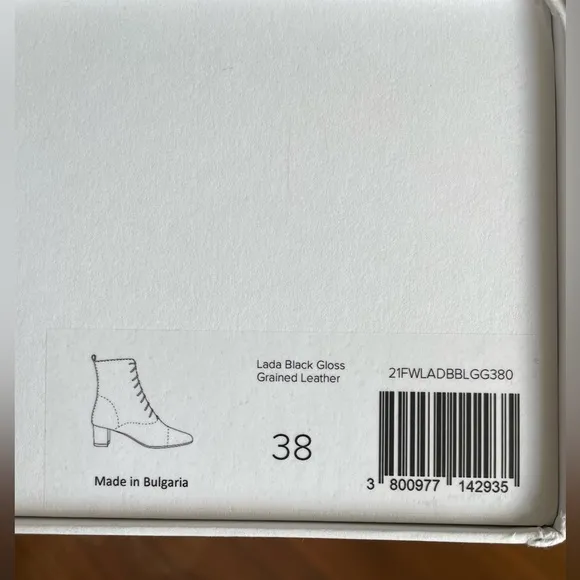 Lada Black Gloss
Grained Leather
21FWLADBBLGG380
38
Made in Bulgaria
3 800977 142935